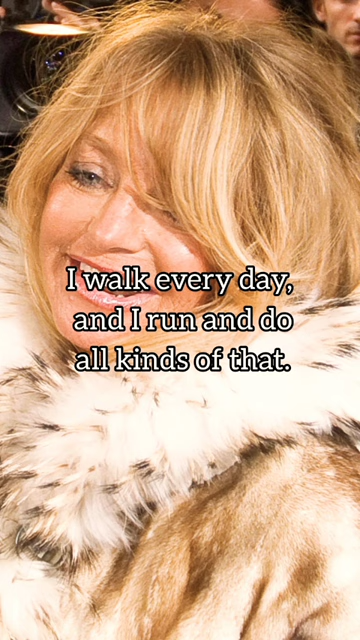 I walk every day,
and I run and do
all kinds of that.